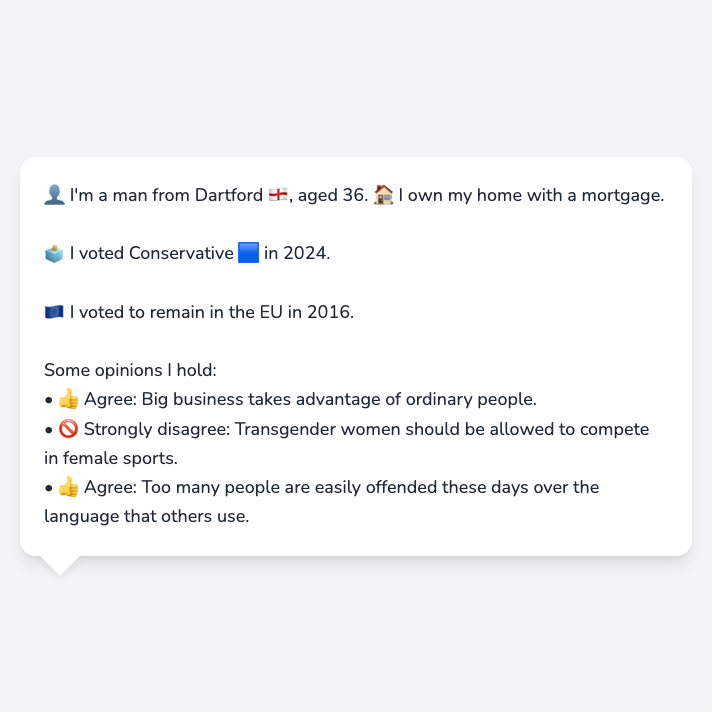 👤 I'm a man from Dartford 🏴󠁧󠁢󠁥󠁮󠁧󠁿, aged 36. 🏠 I own my home with a mortgage.
🗳️ I voted Conservative 🟦 in 2024.
🇪🇺 I voted to remain in the EU in 2016.
Some opinions I hold:
• 👍 Agree: Big business takes advantage of ordinary people.
• 🚫 Strongly disagree: Transgender women should be allowed to compete
in female sports.
• 👍 Agree: Too many people are easily offended these days over the
language that others use.